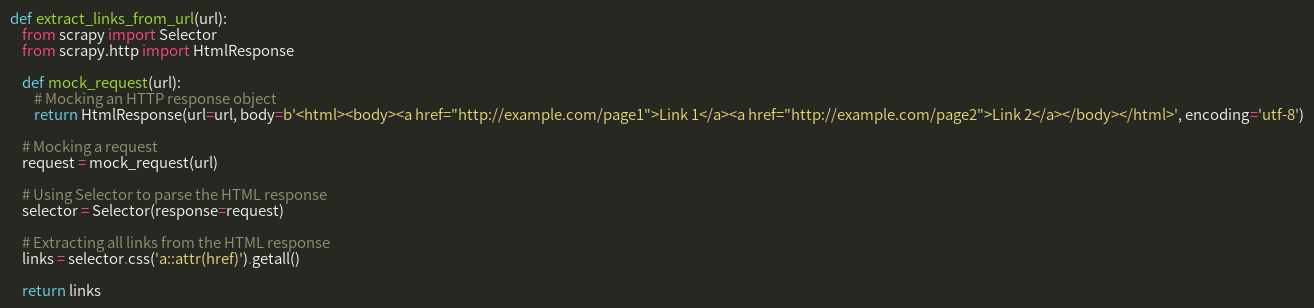 def extract_links_from_url(url):
    from scrapy import Selector
    from scrapy.http import HtmlResponse

    def mock_request(url):
        # Mocking an HTTP response object
        return HtmlResponse(url=url, body=b'<html><body><a href="http://example.com/page1">Link 1</a><a href="http://example.com/page2">Link 2</a></body></html>', encoding='utf-8')

    # Mocking a request
    request = mock_request(url)

    # Using Selector to parse the HTML response
    selector = Selector(response=request)

    # Extracting all links from the HTML response
    links = selector.css('a::attr(href)').getall()

    return links